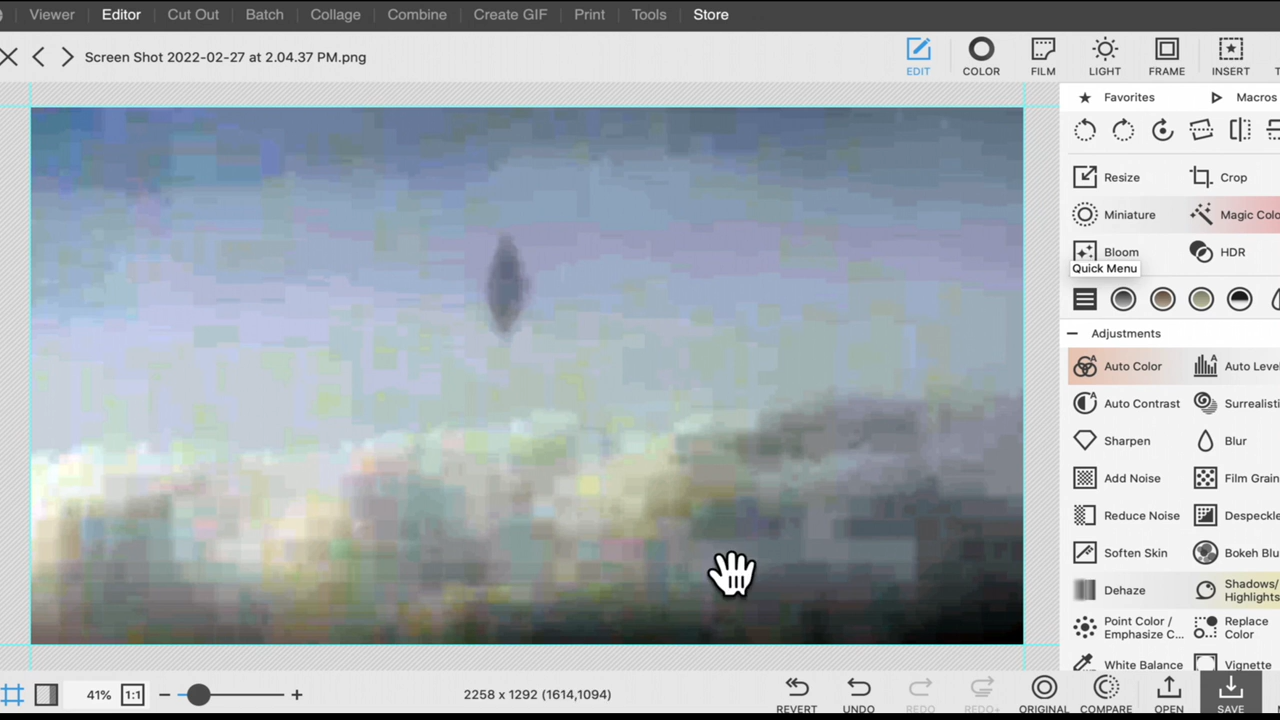 Viewer Editor Cut Out Batch Collage Combine Create GIF Print Tools Store
Screen Shot 2022-02-27 at 2.04.37 PM.png
EDIT COLOR FILM LIGHT FRAME INSERT
Favorites Macros
Resize Crop
Miniature Magic Colo
Bloom HDR
Quick Menu
Adjustments
Auto Color Auto Leve
Auto Contrast Surrealisti
Sharpen Blur
Add Noise Film Grain
Reduce Noise Despeckle
Soften Skin Bokeh Blu
Dehaze Shadows/
Highlights
Point Color / Replace
Emphasize C... Color
White Balance Vignette
41% 1:1 2258 x 1292 (1614,1094)
REVERT UNDO REDO REDO+ ORIGINAL COMPARE OPEN SAVE